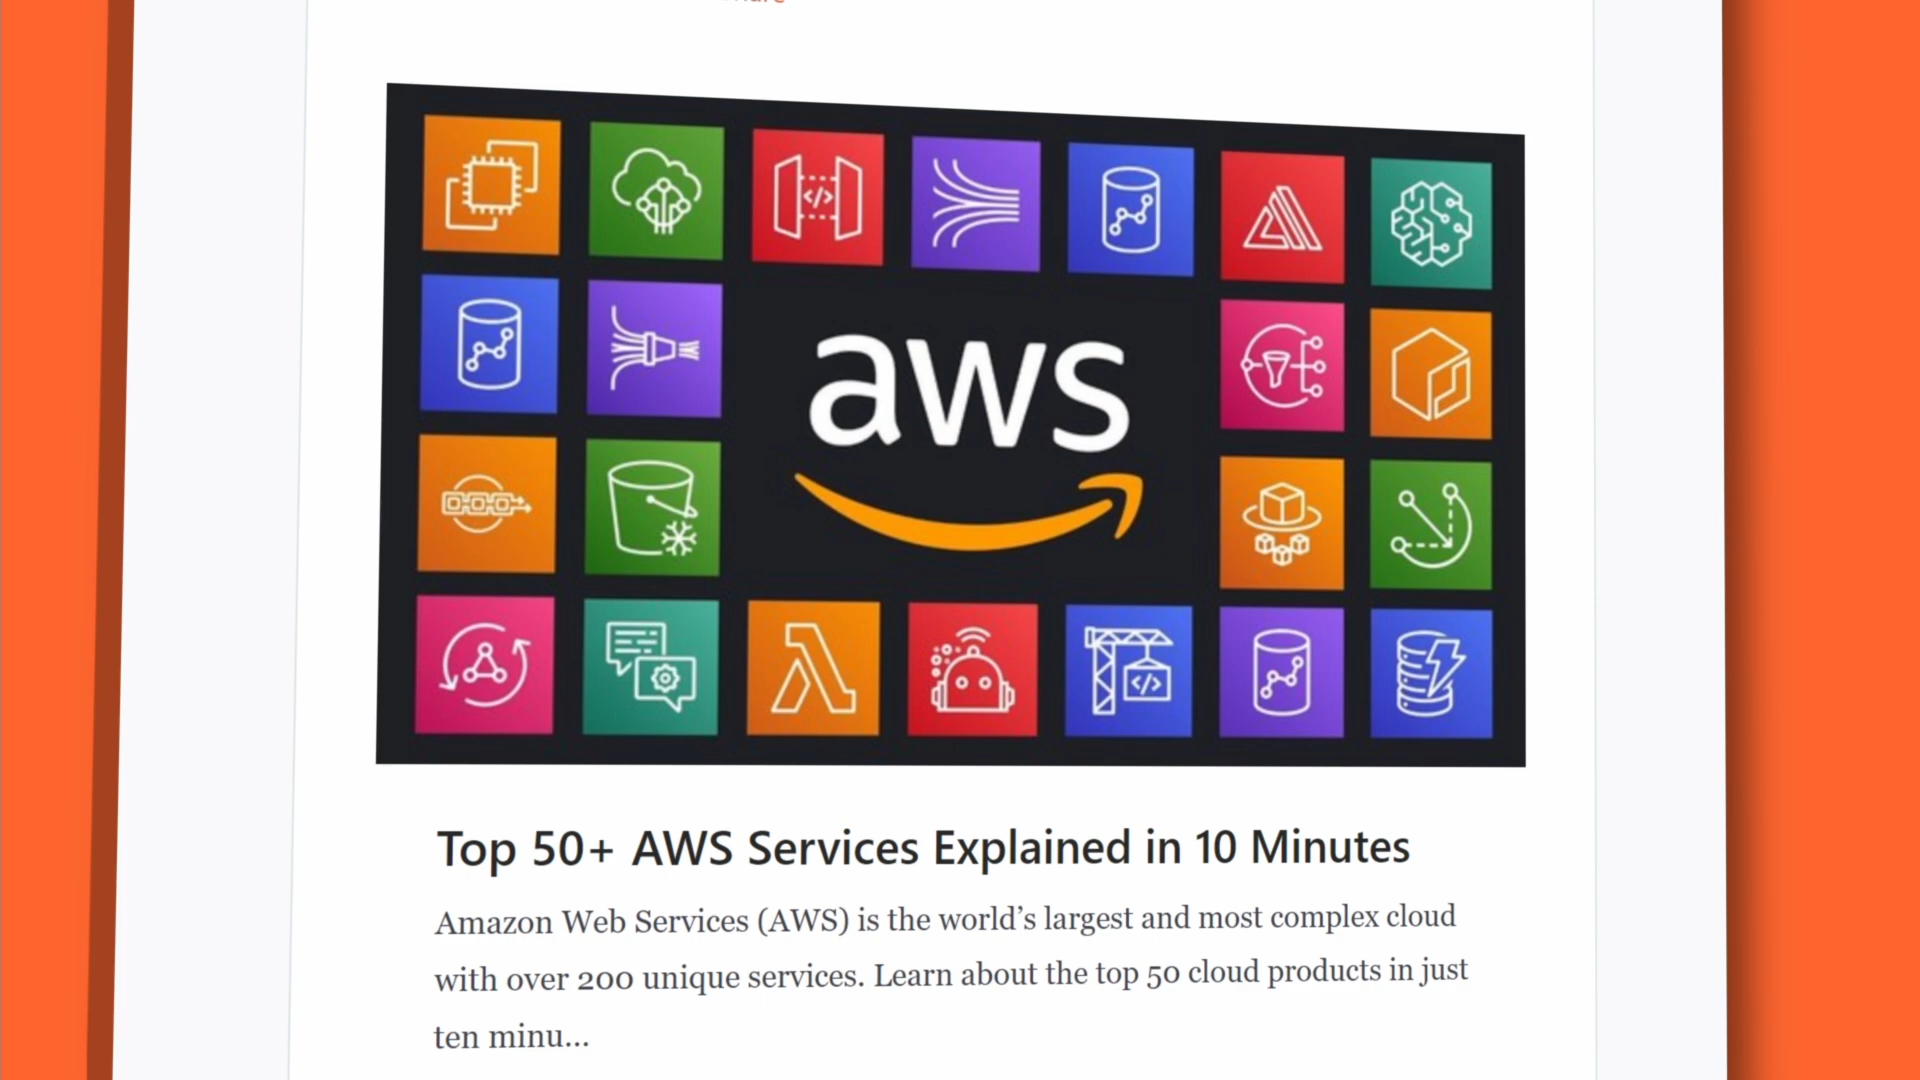 aws
Top 50+ AWS Services Explained in 10 Minutes
Amazon Web Services (AWS) is the world’s largest and most complex cloud
with over 200 unique services. Learn about the top 50 cloud products in just
ten minu...